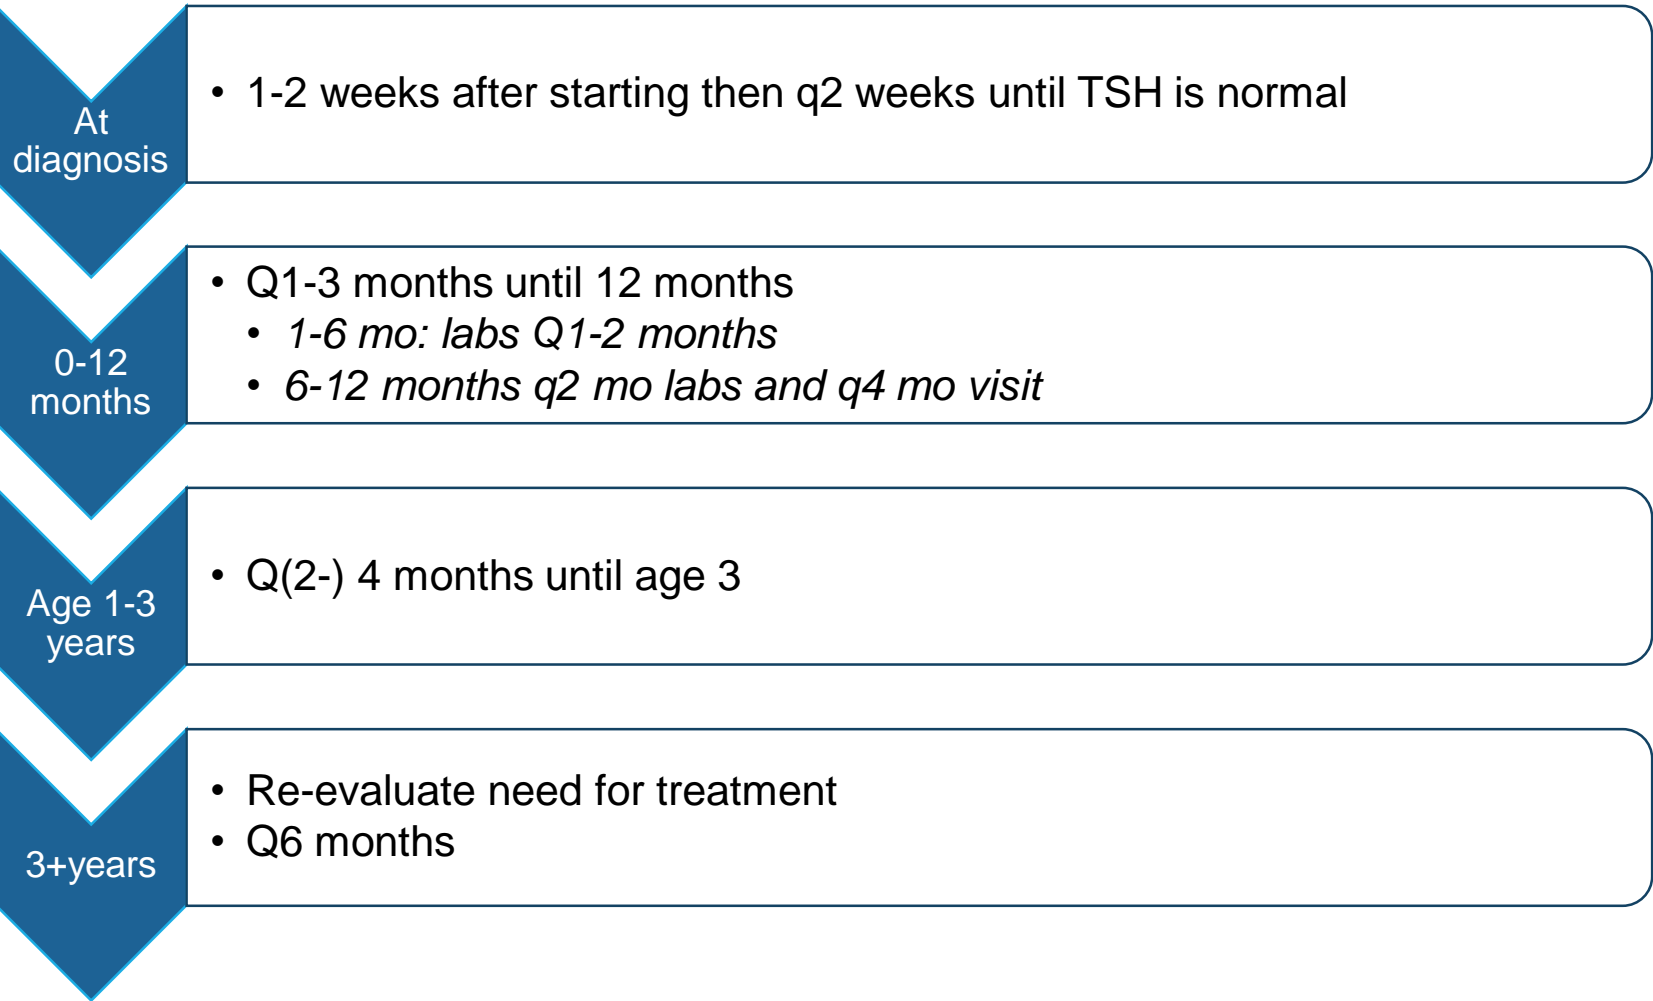 At
diagnosis
• 1-2 weeks after starting then q2 weeks until TSH is normal
0-12
months
• Q1-3 months until 12 months
• 1-6 mo: labs Q1-2 months
• 6-12 months q2 mo labs and q4 mo visit
Age 1-3
years
• Q(2-) 4 months until age 3
3+years
• Re-evaluate need for treatment
• Q6 months